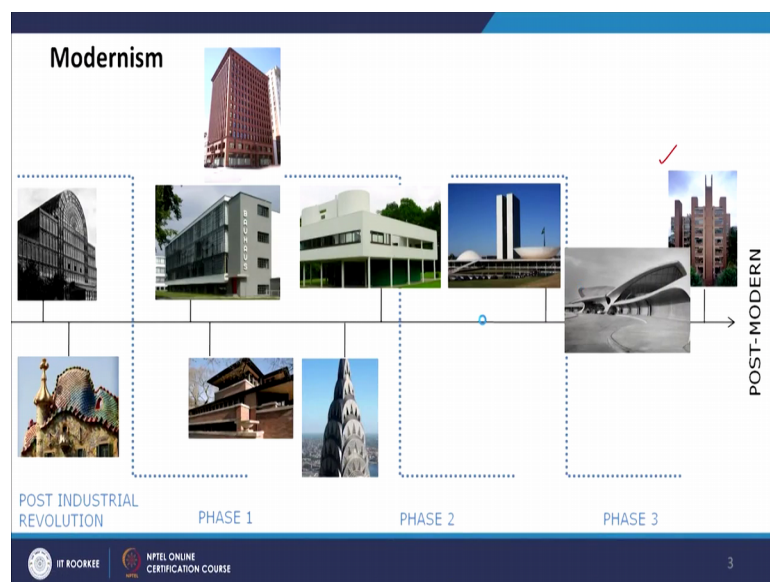 Modernism
BAUHAUS
POST-MODERN
POST INDUSTRIAL
REVOLUTION
PHASE 1
PHASE 2
PHASE 3
IIT ROORKEE
NPTEL ONLINE
CERTIFICATION COURSE
3